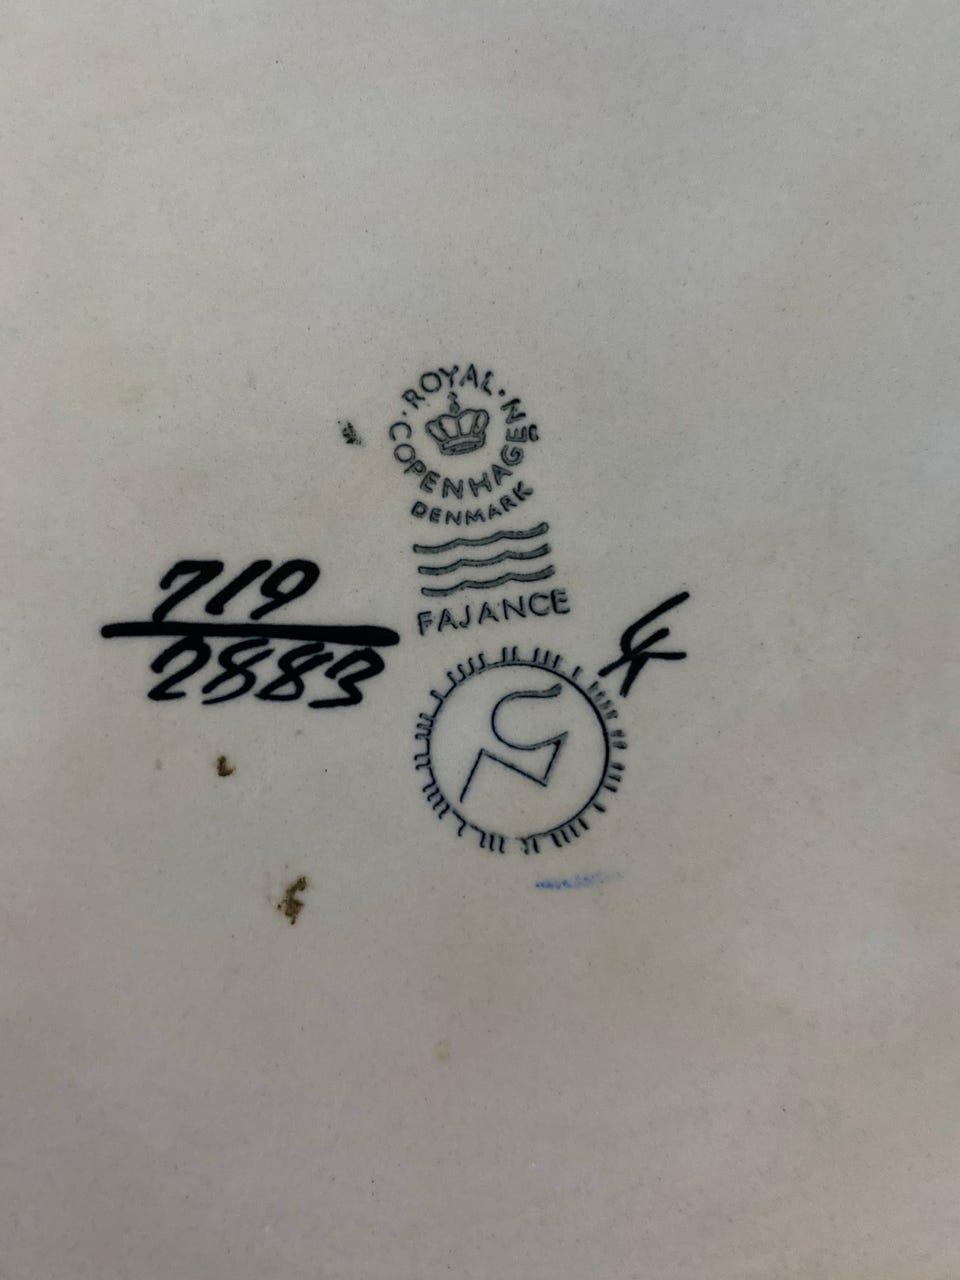 ROYAL
COPENHAGEN
DENMARK
FAJANCE
719
2883